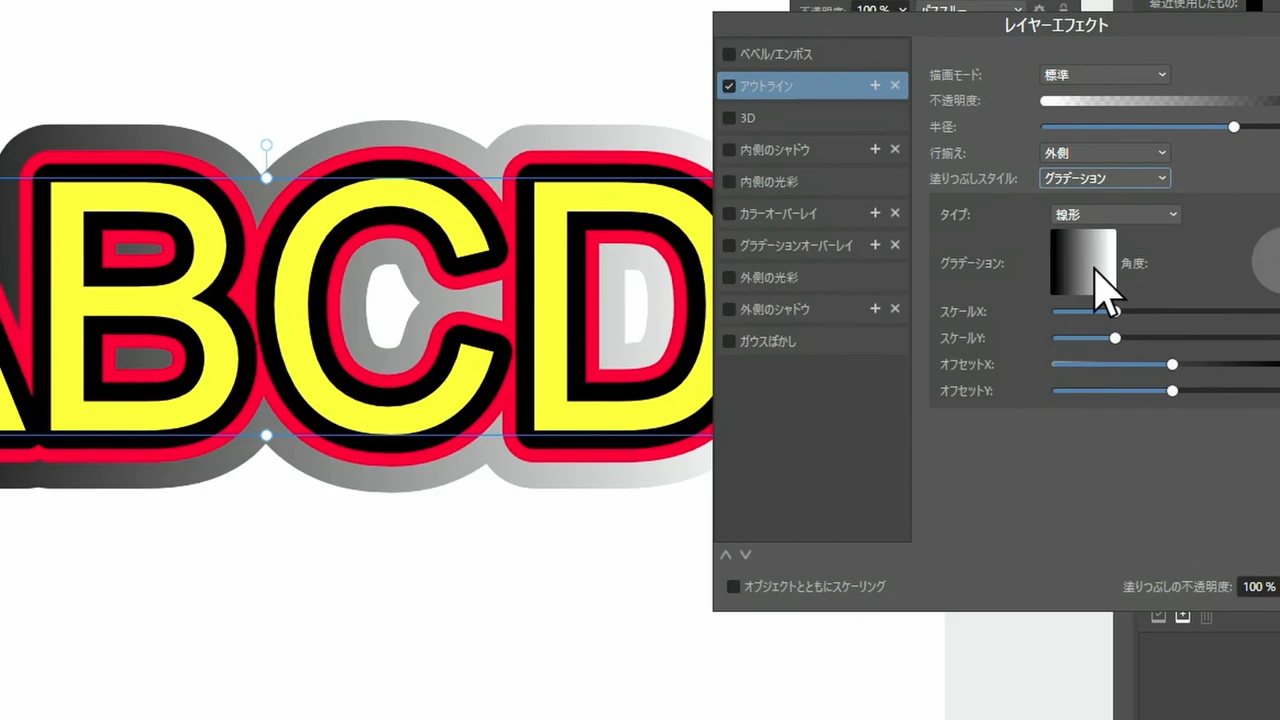 不透明度: 100 % パススルー
最近使用したもの:
レイヤーエフェクト
ベベル/エンボス
アウトライン
3D
内側のシャドウ
内側の光彩
カラーオーバーレイ
グラデーションオーバーレイ
外側の光彩
外側のシャドウ
ガウスぼかし
描画モード: 標準
不透明度:
半径:
行揃え: 外側
塗りつぶしスタイル: グラデーション
タイプ: 線形
グラデーション: 角度:
スケールX:
スケールY:
オフセットX:
オフセットY:
オブジェクトとともにスケーリング
塗りつぶしの不透明度: 100 %
ABCD